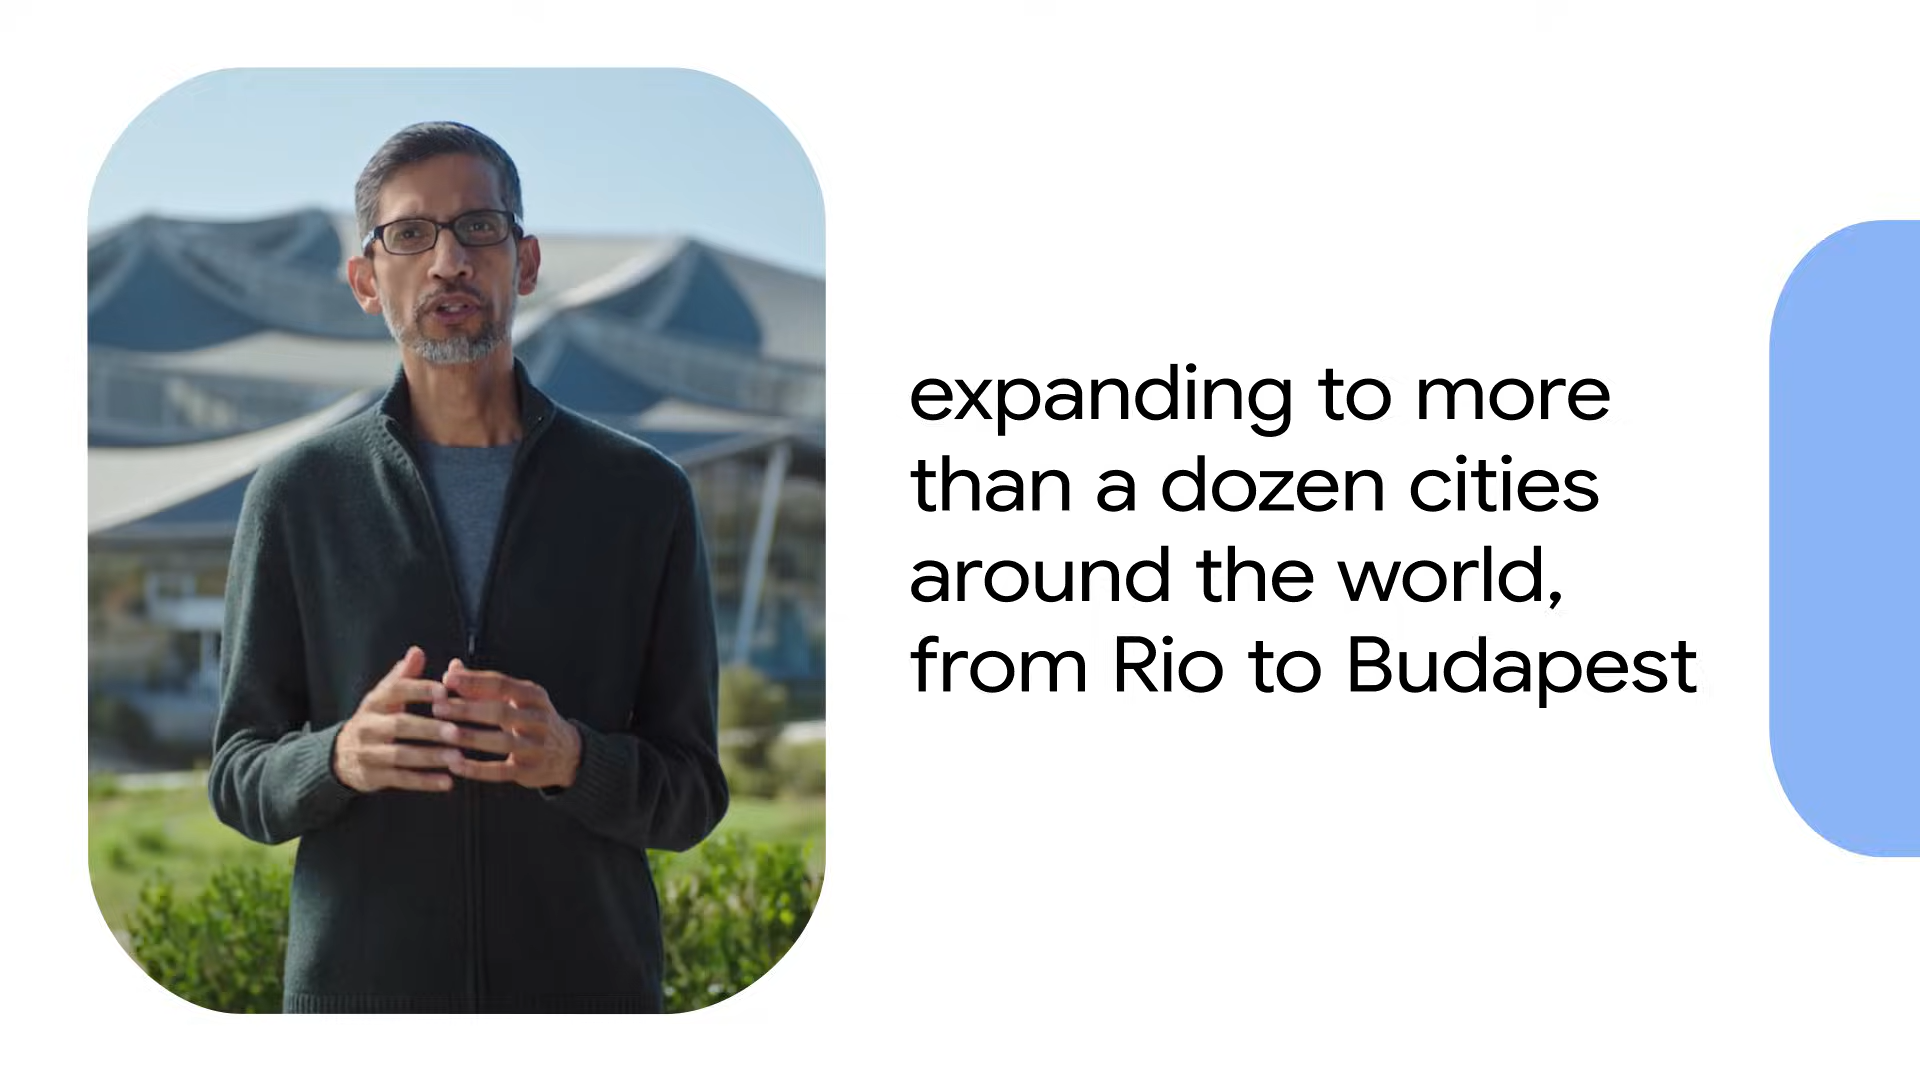 expanding to more
than a dozen cities
around the world,
from Rio to Budapest